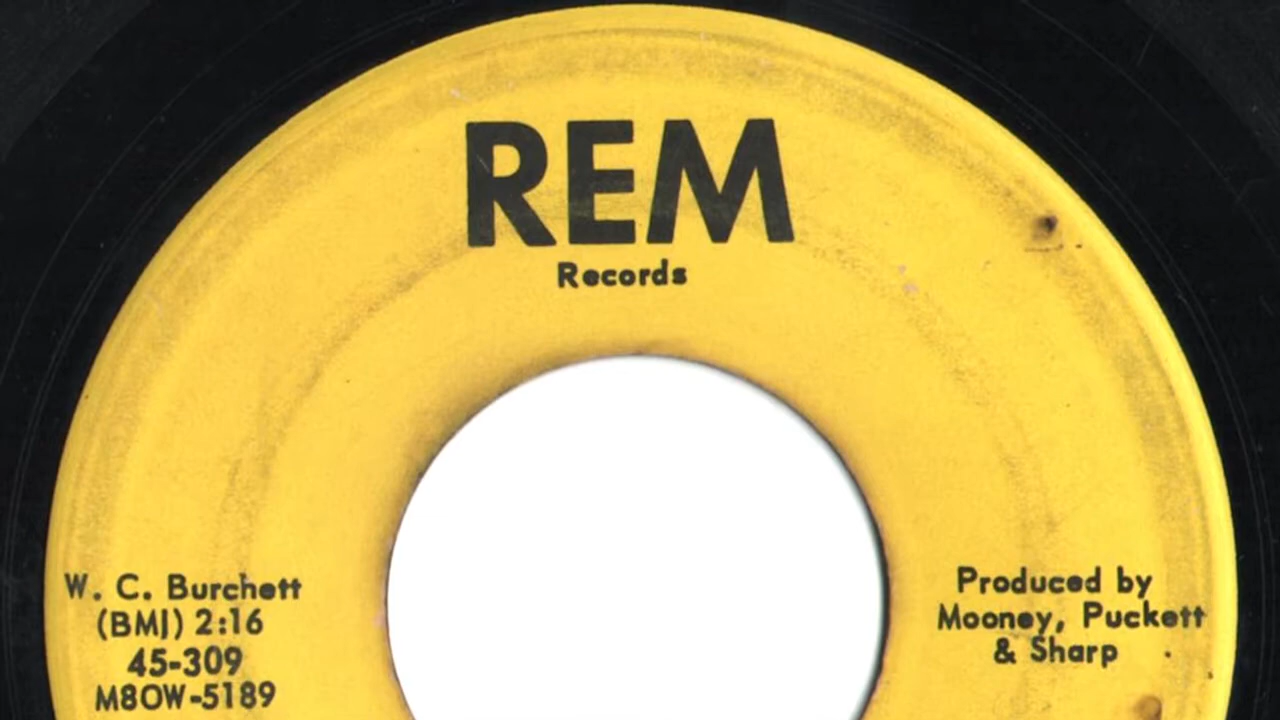 REM
Records
W. C. Burchett
(BMI) 2:16
45-309
M8OW-5189
Produced by
Mooney, Puckett
& Sharp